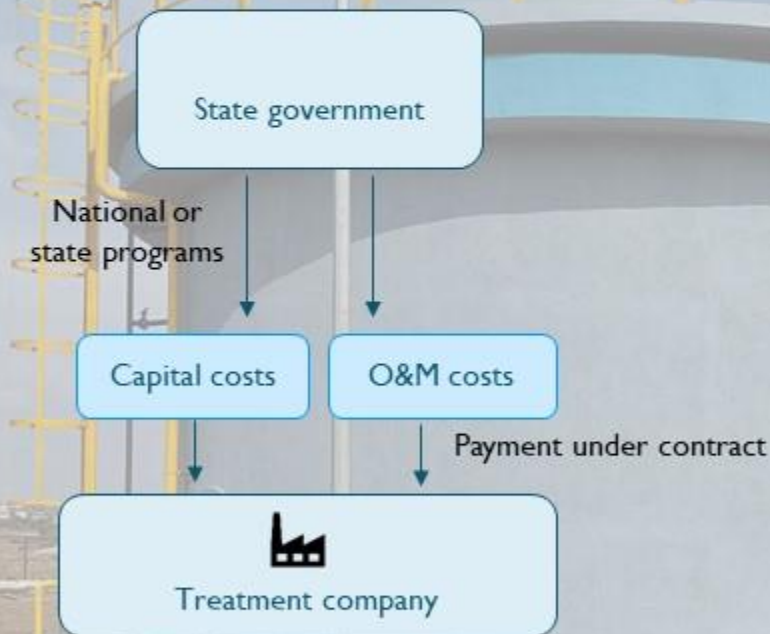 State government
National or
state programs
Capital costs
O&M costs
Payment under contract
Treatment company